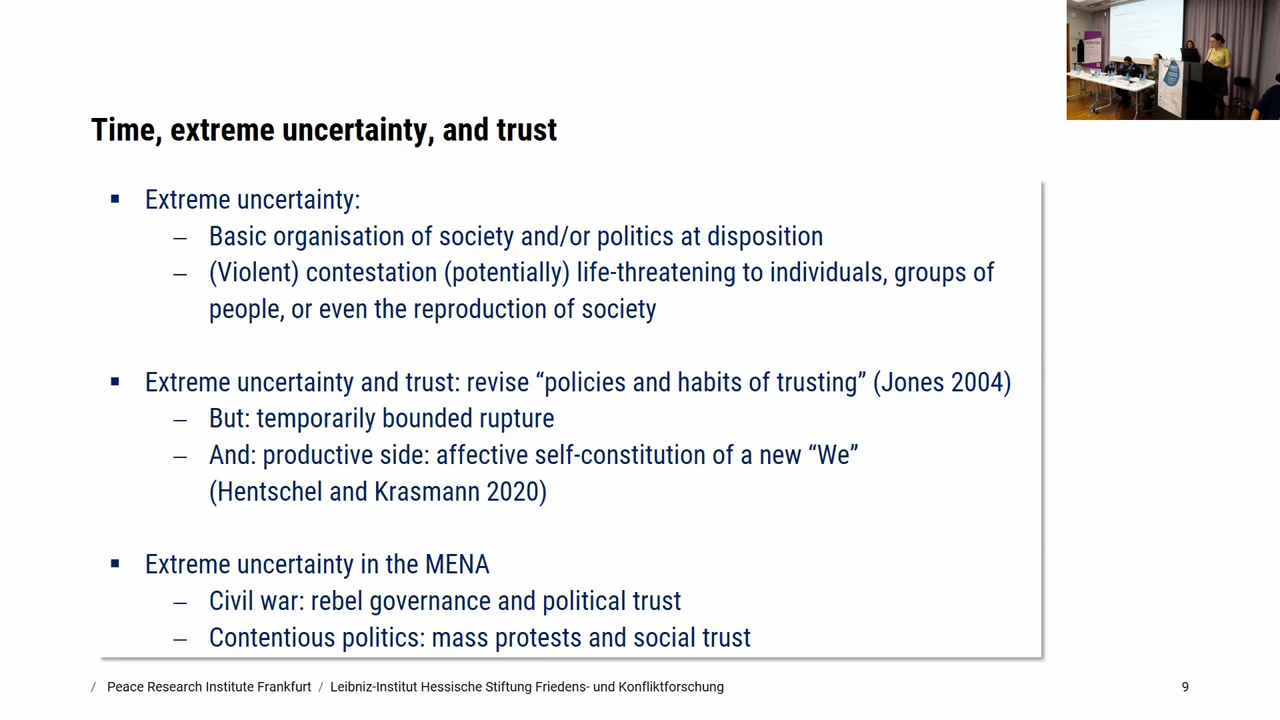 Time, extreme uncertainty, and trust
▪ Extreme uncertainty:
– Basic organisation of society and/or politics at disposition
– (Violent) contestation (potentially) life-threatening to individuals, groups of
people, or even the reproduction of society
▪ Extreme uncertainty and trust: revise “policies and habits of trusting” (Jones 2004)
– But: temporarily bounded rupture
– And: productive side: affective self-constitution of a new “We”
(Hentschel and Krasmann 2020)
▪ Extreme uncertainty in the MENA
– Civil war: rebel governance and political trust
– Contentious politics: mass protests and social trust
/ Peace Research Institute Frankfurt / Leibniz-Institut Hessische Stiftung Friedens- und Konfliktforschung
9